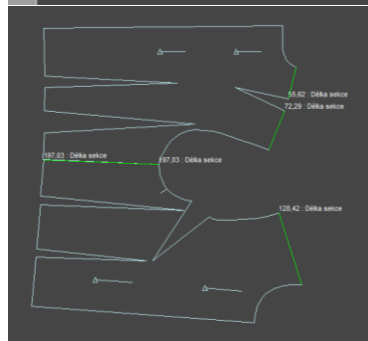 55,62 : Délka sekce
72,29 : Délka sekce
197,03 : Délka sekce
197,03 : Délka sekce
128,42 : Délka sekce